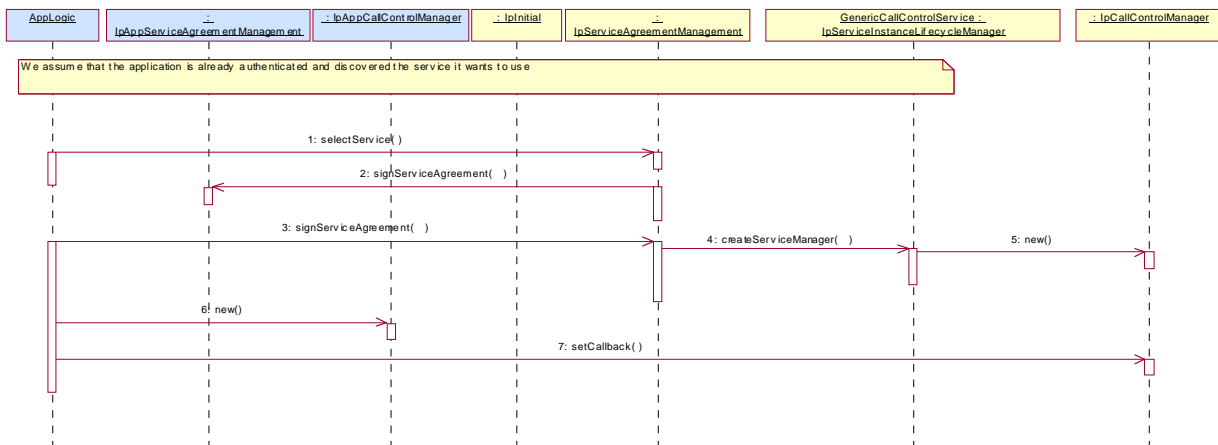 AppLogic
:
IpAppServiceAgreementManagement
: IpAppCallControlManager
: IpInitial
:
IpServiceAgreementManagement
GenericCallControlService :
IpServiceInstanceLifecycleManager
: IpCallControlManager
We assume that the application is already authenticated and discovered the service it wants to use
1: selectService( )
2: signServiceAgreement( )
3: signServiceAgreement( )
4: createServiceManager( )
5: new()
6: new()
7: setCallback( )